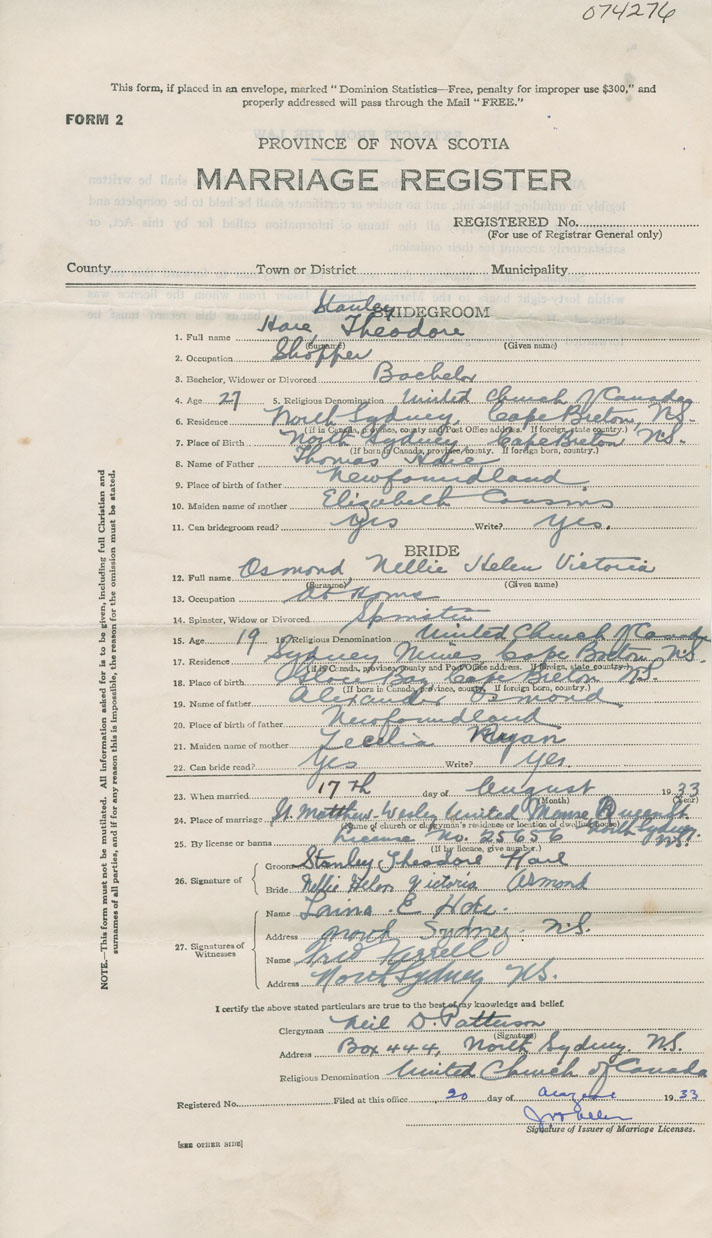 074276
This form, if placed in an envelope, marked "Dominion Statistics—Free, penalty for improper use $300," and
properly addressed will pass through the Mail "FREE."
FORM 2
PROVINCE OF NOVA SCOTIA
MARRIAGE REGISTER
REGISTERED No.
(For use of Registrar General only)
County Town or District Municipality
BRIDEGROOM
Stanley
1. Full name Hare, Theodore
(Surname) (Given name)
2. Occupation Shopper
3. Bachelor, Widower or Divorced Bachelor
4. Age 27 5. Religious Denomination United Church of Canada
6. Residence North Sydney, Cape Breton, N.S.
(if in Canada, province, county and Post Office address. If foreign, state country.)
7. Place of Birth North Sydney Cape Breton N.S.
(If born in Canada, province, county. If foreign born, country.)
8. Name of Father Thomas Hare
9. Place of birth of father Newfoundland
10. Maiden name of mother Elizabeth Cousins
11. Can bridegroom read? Yes Write? Yes.
BRIDE
12. Full name Osmond Nellie Helen Victoria
(Surname) (Given name)
13. Occupation At Home
14. Spinster, Widow or Divorced Spinster
15. Age 19 16. Religious Denomination United Church of Canada
17. Residence Sydney Mines Cape Breton N.S.
(If in Canada, province, county and Post Office address. If foreign, state country.)
18. Place of birth Glace Bay Cape Breton N.S.
(If born in Canada, province, county. If foreign born, country.)
19. Name of father Alexander Osmond
20. Place of birth of father Newfoundland
21. Maiden name of mother Cecilia Ryan
22. Can bride read? Yes Write? Yes.
23. When married 17th day of August 1933
(Month) (Year)
24. Place of marriage St. Matthew-Wesley United Manse Queen St
(Name of church or clergyman's residence or location of dwelling house) North Sydney
N.S.
25. By license or banns License No. 25656
(If by licence, give number.)
26. Signature of
Groom Stanley Theodore Hare
Bride Nellie Helen Victoria Osmond
27. Signatures of Witnesses
Name E Hare.
Address North Sydney. N.S.
Name
Address North Sydney N.S.
I certify the above stated particulars are true to the best of my knowledge and belief.
Clergyman Neil D. Patterson
(Signature)
Address Box 444, North Sydney. N.S.
Religious Denomination United Church of Canada
Registered No. Filed at this office 20 day of August 1933
Signature of Issuer of Marriage Licenses.
[SEE OTHER SIDE]
NOTE.—This form must not be mutilated. All information asked for is to be given, including full Christian and
surnames of all parties, and if for any reason this is impossible, the reason for the omission must be stated.